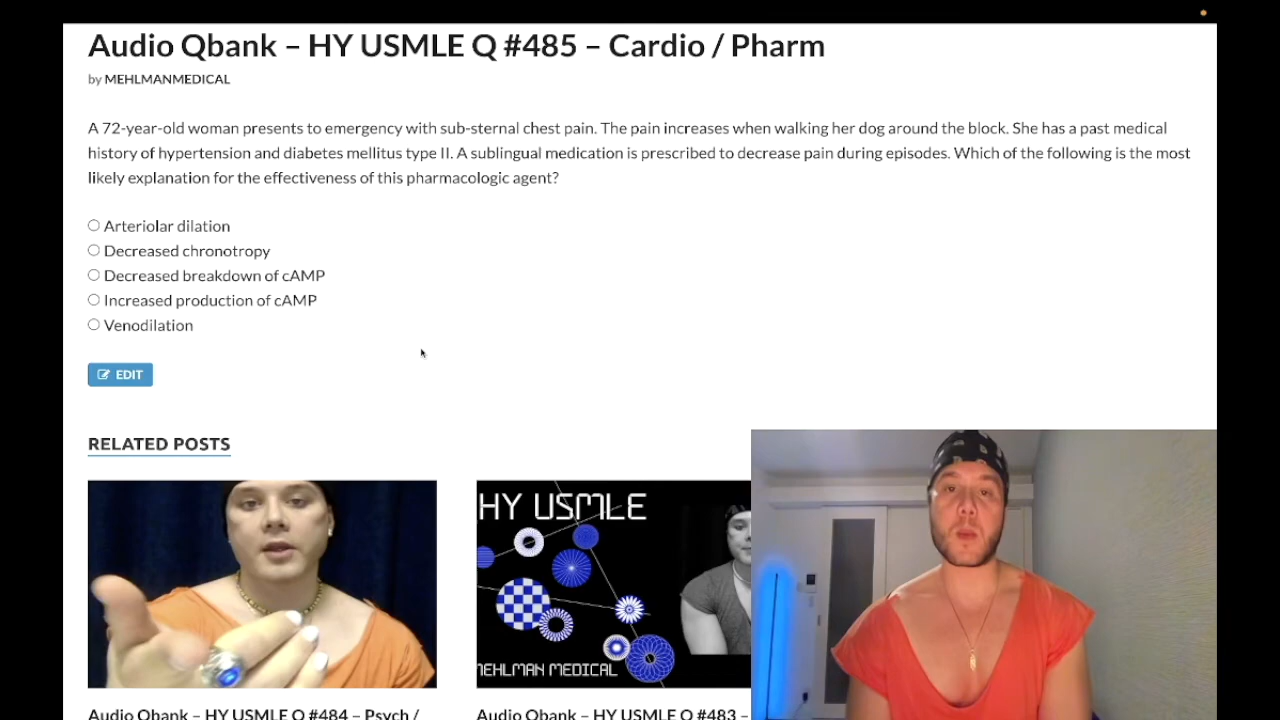 Audio Qbank – HY USMLE Q #485 – Cardio / Pharm
by MEHLMANMEDICAL
A 72-year-old woman presents to emergency with sub-sternal chest pain. The pain increases when walking her dog around the block. She has a past medical
history of hypertension and diabetes mellitus type II. A sublingual medication is prescribed to decrease pain during episodes. Which of the following is the most
likely explanation for the effectiveness of this pharmacologic agent?
Arteriolar dilation
Decreased chronotropy
Decreased breakdown of cAMP
Increased production of cAMP
Venodilation
EDIT
RELATED POSTS
HY USMLE
MEHLMAN MEDICAL
Audio Qbank – HY USMLE Q #484 – Psych /
Audio Qbank – HY USMLE Q #483 –